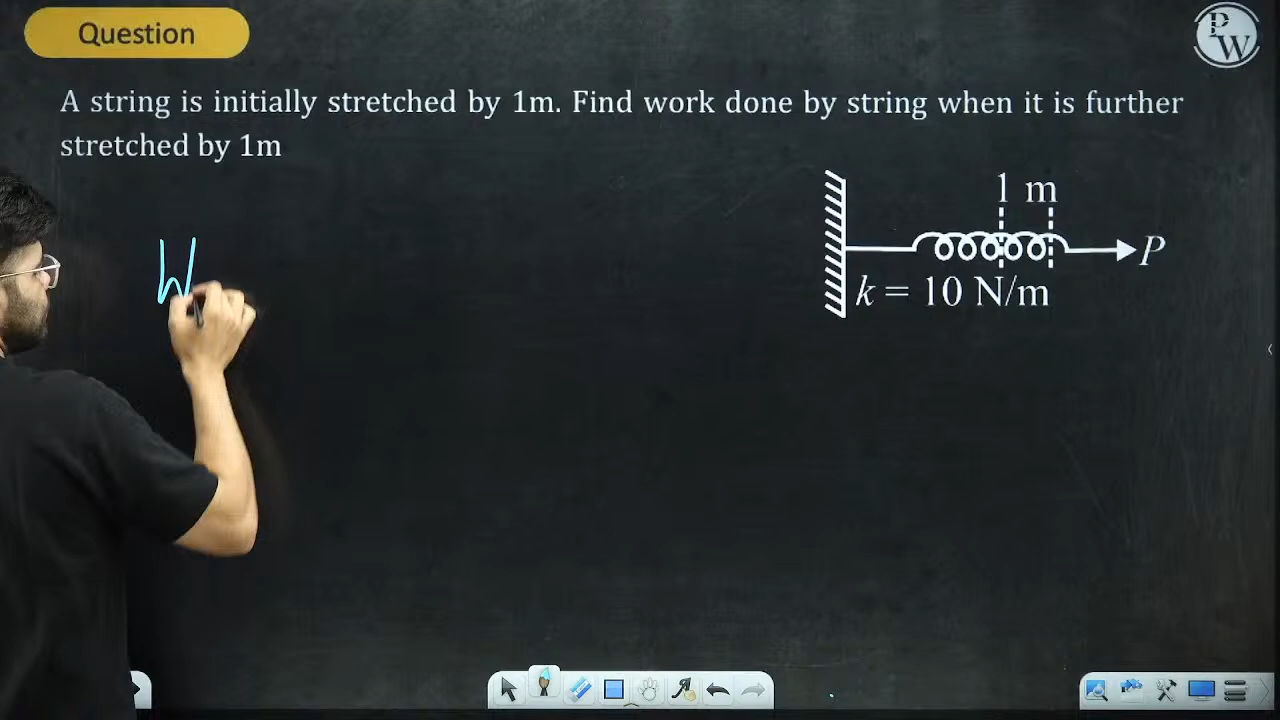 Question
PW
A string is initially stretched by 1m. Find work done by string when it is further
stretched by 1m
1 m
P
k = 10 N/m
W